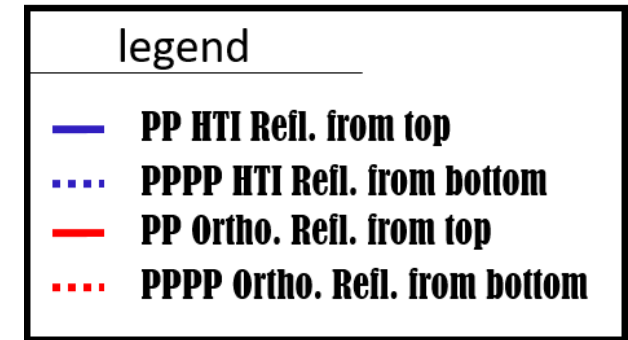 legend
PP HTI Refl. from top
PPPP HTI Refl. from bottom
PP Ortho. Refl. from top
PPPP Ortho. Refl. from bottom